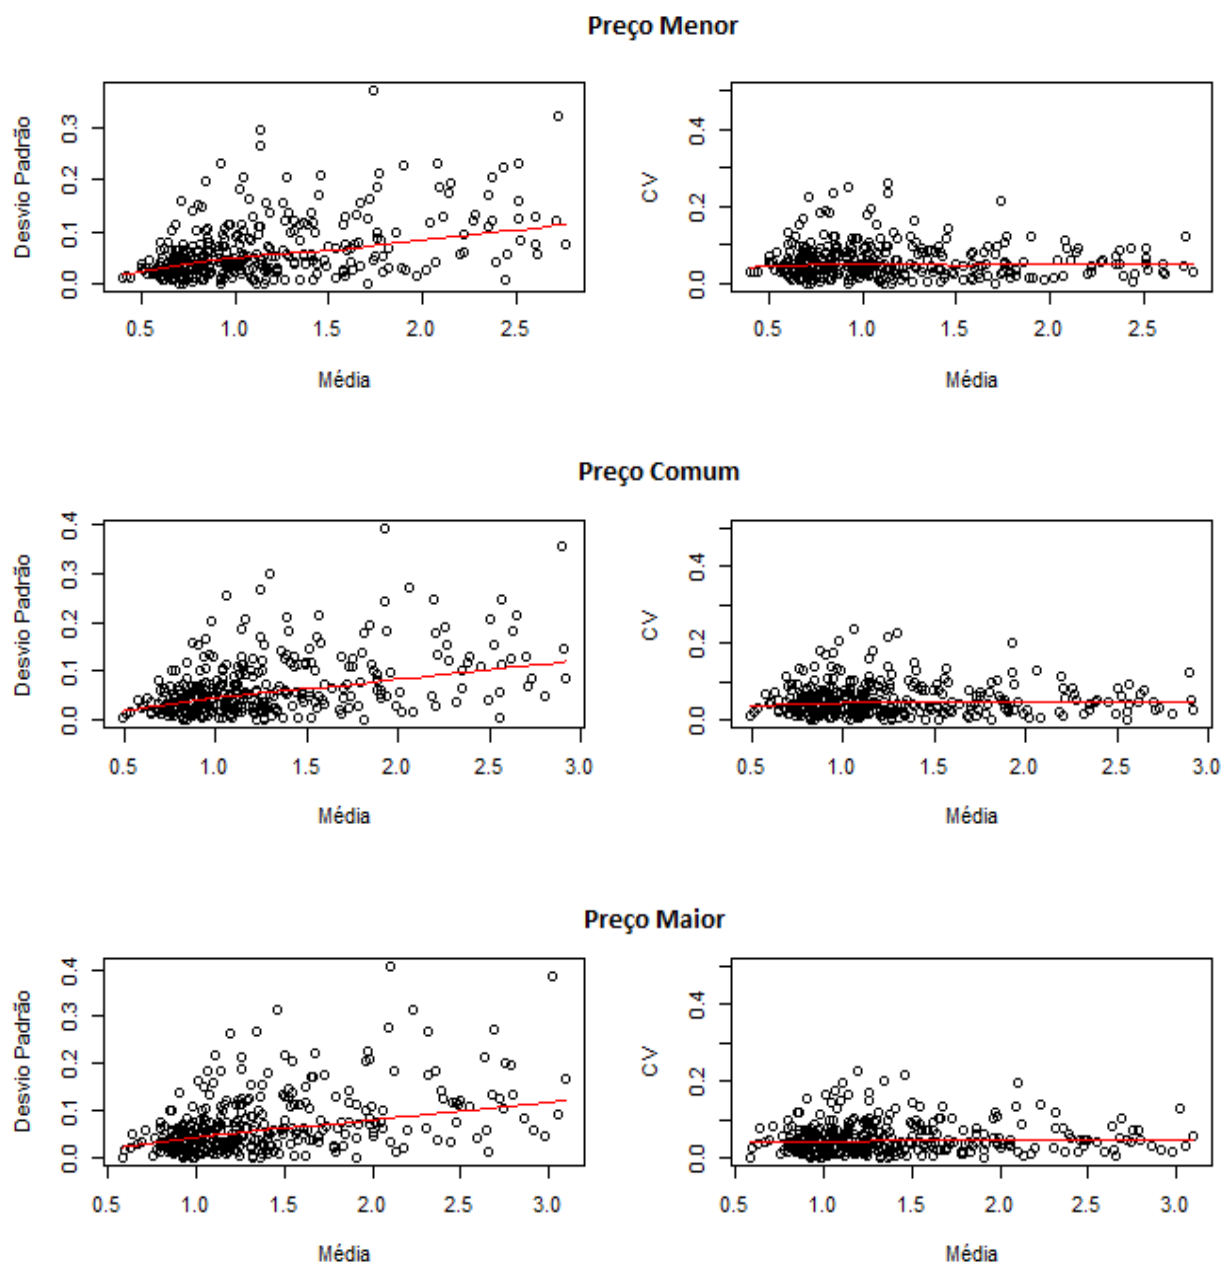 Preço Menor
Desvio Padrão
0.0 0.1 0.2 0.3
0.5 1.0 1.5 2.0 2.5
Média
CV
0.0 0.2 0.4
0.5 1.0 1.5 2.0 2.5
Média
Preço Comum
Desvio Padrão
0.0 0.1 0.2 0.3 0.4
0.5 1.0 1.5 2.0 2.5 3.0
Média
CV
0.0 0.2 0.4
0.5 1.0 1.5 2.0 2.5 3.0
Média
Preço Maior
Desvio Padrão
0.0 0.1 0.2 0.3 0.4
0.5 1.0 1.5 2.0 2.5 3.0
Média
CV
0.0 0.2 0.4
0.5 1.0 1.5 2.0 2.5 3.0
Média